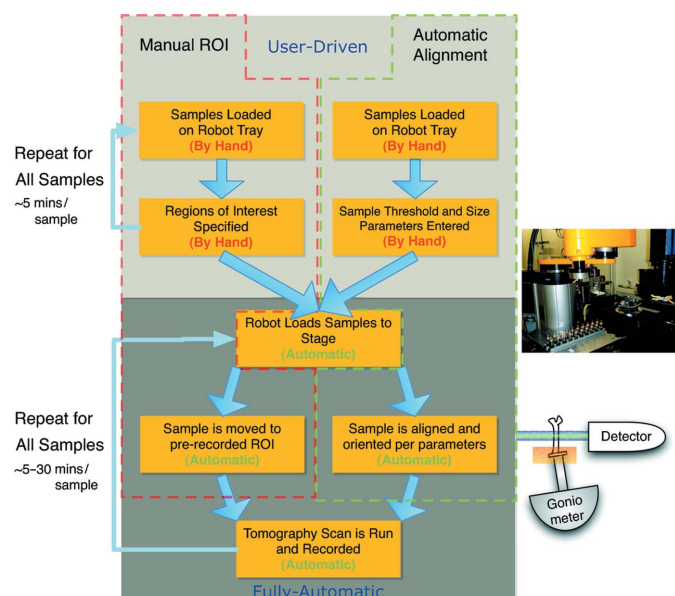 Manual ROI
User-Driven
Automatic
Alignment
Samples Loaded
on Robot Tray
(By Hand)
Samples Loaded
on Robot Tray
(By Hand)
Repeat for
All Samples
~5 mins/
sample
Regions of Interest
Specified
(By Hand)
Sample Threshold and Size
Parameters Entered
(By Hand)
Robot Loads Samples to
Stage
(Automatic)
Repeat for
All Samples
~5–30 mins/
sample
Sample is moved to
pre-recorded ROI
(Automatic)
Sample is aligned and
oriented per parameters
(Automatic)
Detector
Gonio
meter
Tomography Scan is Run
and Recorded
(Automatic)
Fully-Automatic